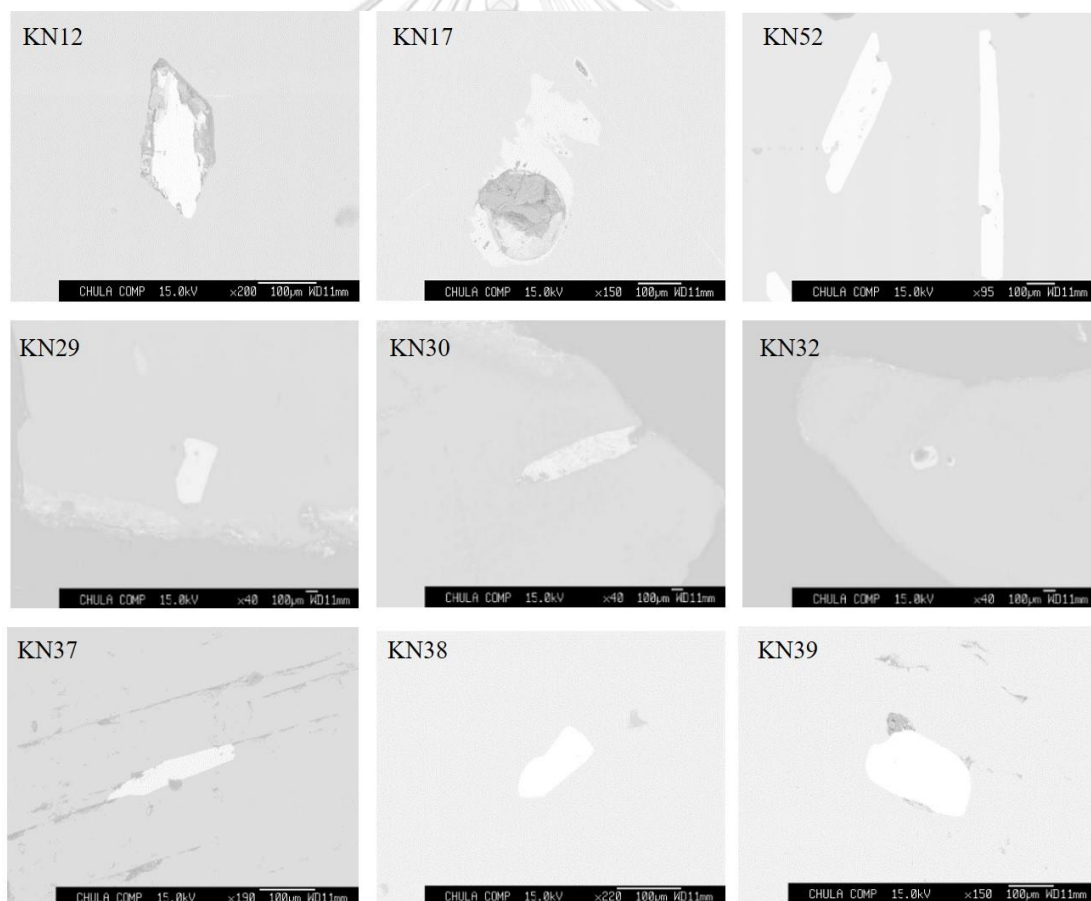 KN12
CHULA COMP 15.0kV ×200 100μm WD11mm
KN17
CHULA COMP 15.0kV ×150 100μm WD11mm
KN52
CHULA COMP 15.0kV ×95 100μm WD11mm
KN29
CHULA COMP 15.0kV ×40 100μm WD11mm
KN30
CHULA COMP 15.0kV ×40 100μm WD11mm
KN32
CHULA COMP 15.0kV ×40 100μm WD11mm
KN37
CHULA COMP 15.0kV ×190 100μm WD11mm
KN38
CHULA COMP 15.0kV ×220 100μm WD11mm
KN39
CHULA COMP 15.0kV ×150 100μm WD11mm